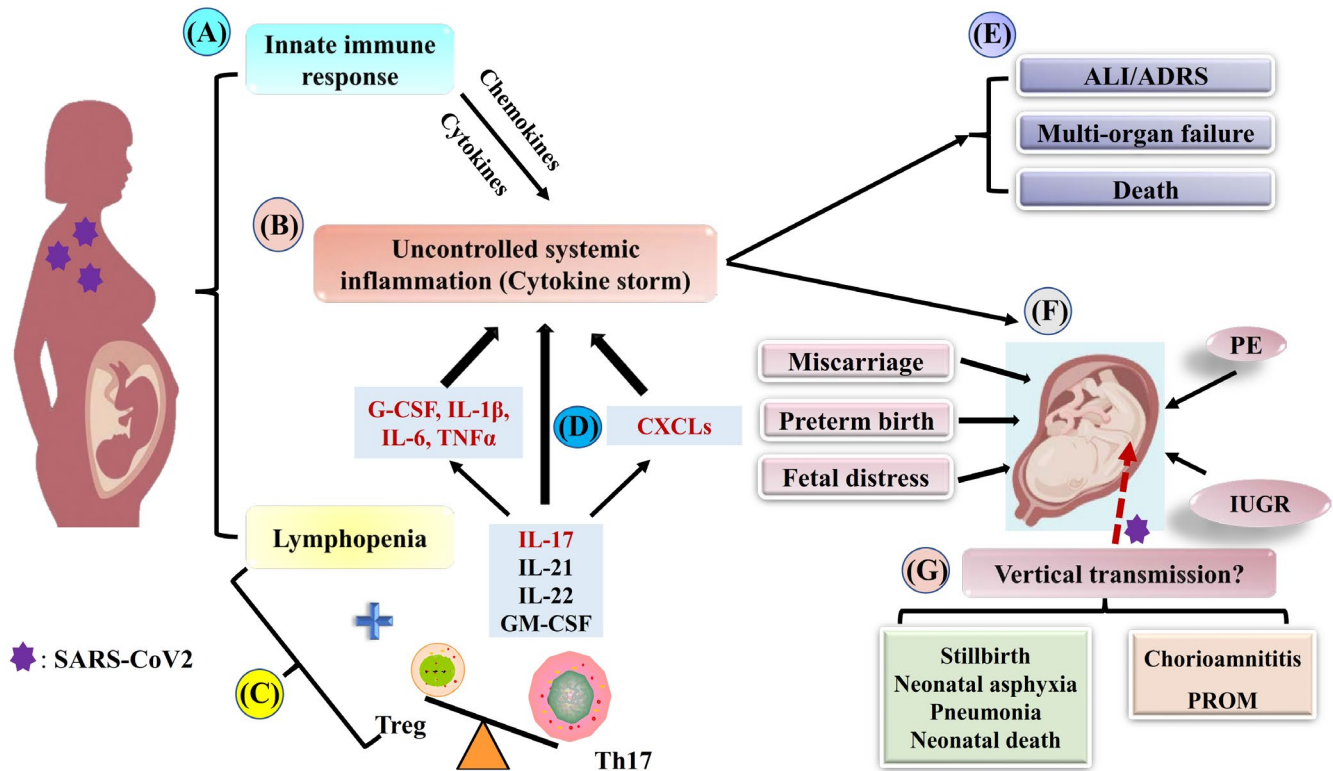 (A)
Innate immune
response
Chemokines
Cytokines
(B)
Uncontrolled systemic
inflammation (Cytokine storm)
G-CSF, IL-1β,
IL-6, TNFα
(D)
CXCLs
Lymphopenia
IL-17
IL-21
IL-22
GM-CSF
: SARS-CoV2
(C)
Treg
Th17
(E)
ALI/ADRS
Multi-organ failure
Death
(F)
Miscarriage
Preterm birth
Fetal distress
PE
IUGR
(G)
Vertical transmission?
Stillbirth
Neonatal asphyxia
Pneumonia
Neonatal death
Chorioamnititis
PROM